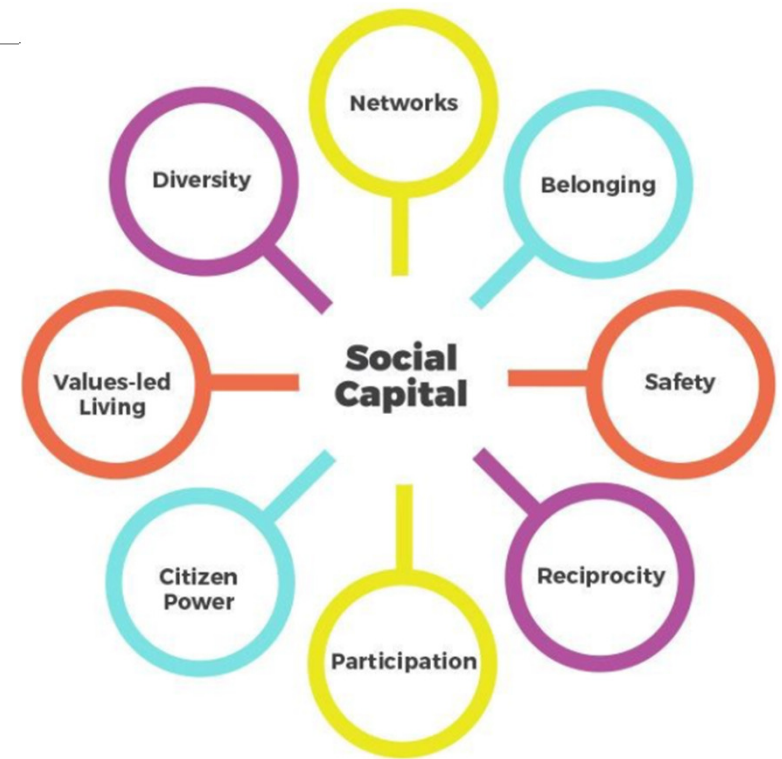 Networks
Belonging
Diversity
Social
Capital
Safety
Values-led
Living
Reciprocity
Citizen
Power
Participation